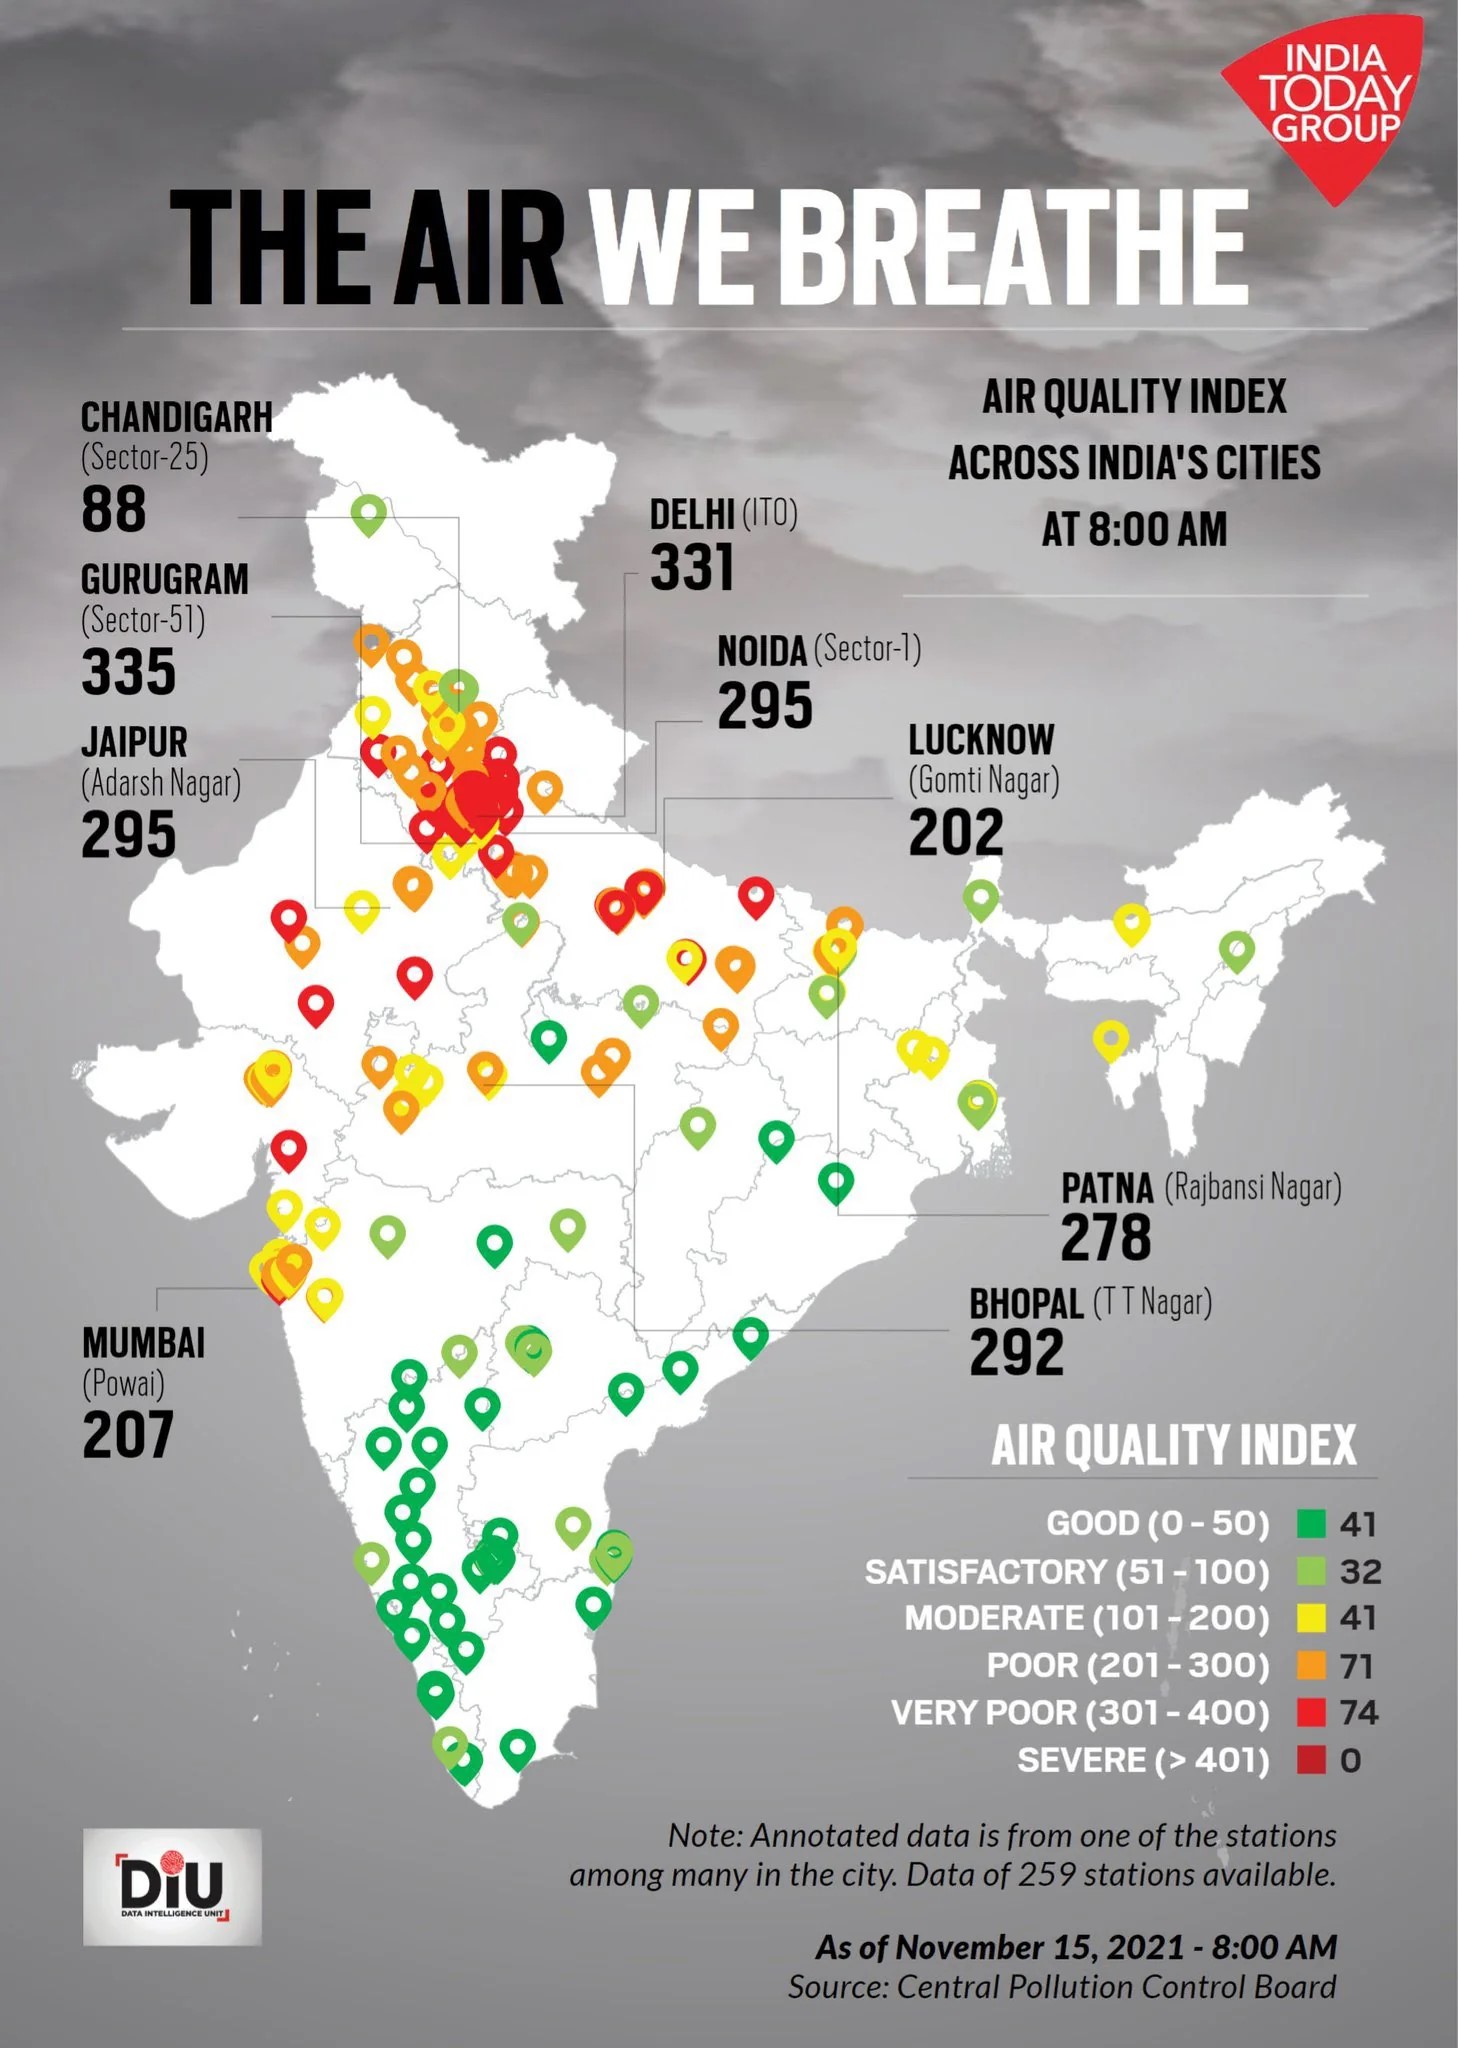 INDIA
TODAY
GROUP
THE AIR WE BREATHE
AIR QUALITY INDEX
ACROSS INDIA'S CITIES
AT 8:00 AM
CHANDIGARH
(Sector-25)
88
GURUGRAM
(Sector-51)
335
JAIPUR
(Adarsh Nagar)
295
DELHI (ITO)
331
NOIDA (Sector-1)
295
LUCKNOW
(Gomti Nagar)
202
PATNA (Rajbansi Nagar)
278
BHOPAL (T T Nagar)
292
MUMBAI
(Powai)
207
AIR QUALITY INDEX
GOOD (0 - 50) 41
SATISFACTORY (51 - 100) 32
MODERATE (101 - 200) 41
POOR (201 - 300) 71
VERY POOR (301 - 400) 74
SEVERE (> 401) 0
Note: Annotated data is from one of the stations
among many in the city. Data of 259 stations available.
As of November 15, 2021 - 8:00 AM
Source: Central Pollution Control Board
DiU
DATA INTELLIGENCE UNIT